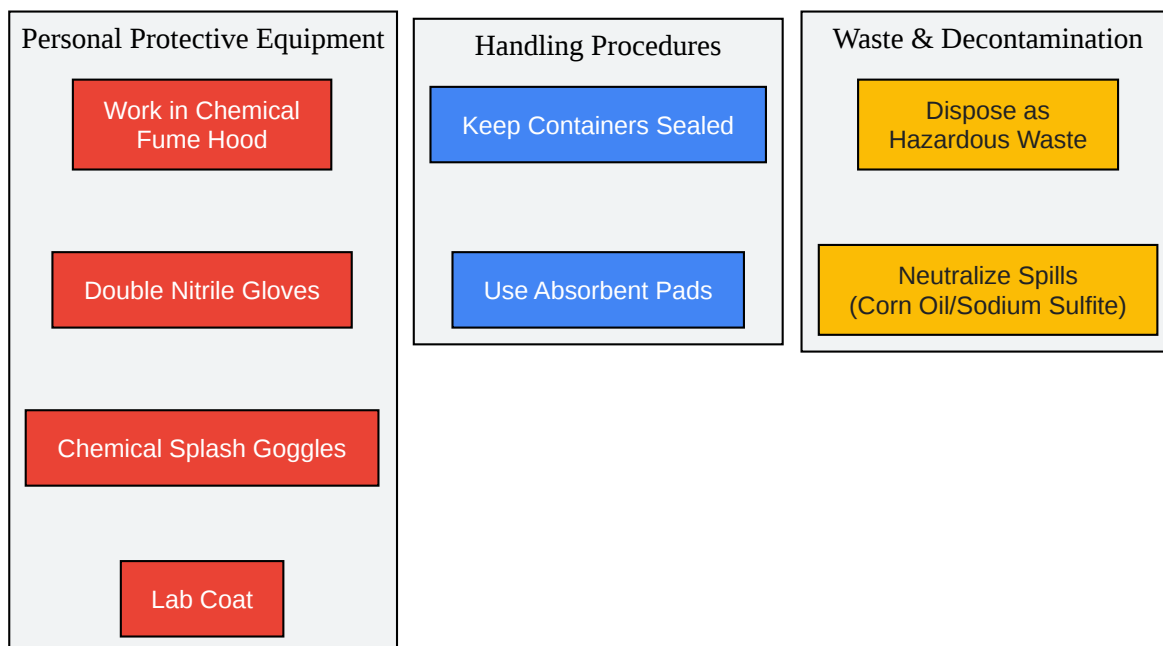 Personal Protective Equipment
Work in Chemical
Fume Hood
Double Nitrile Gloves
Chemical Splash Goggles
Lab Coat
Handling Procedures
Keep Containers Sealed
Use Absorbent Pads
Waste & Decontamination
Dispose as
Hazardous Waste
Neutralize Spills
(Corn Oil/Sodium Sulfite)